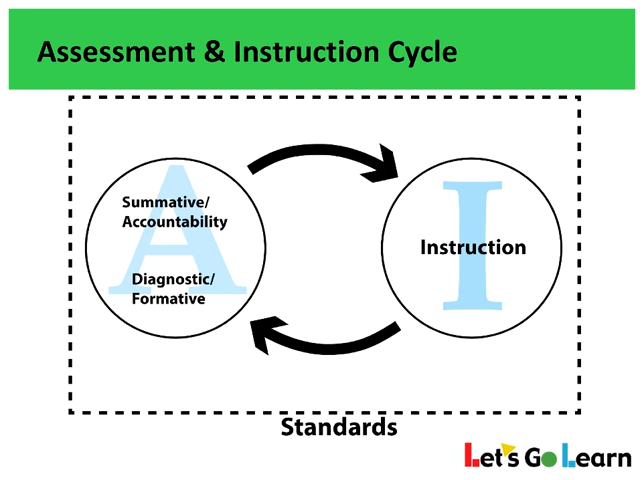 Assessment & Instruction Cycle
A
Summative/
Accountability
Diagnostic/
Formative
I
Instruction
Standards
Let's Go Learn